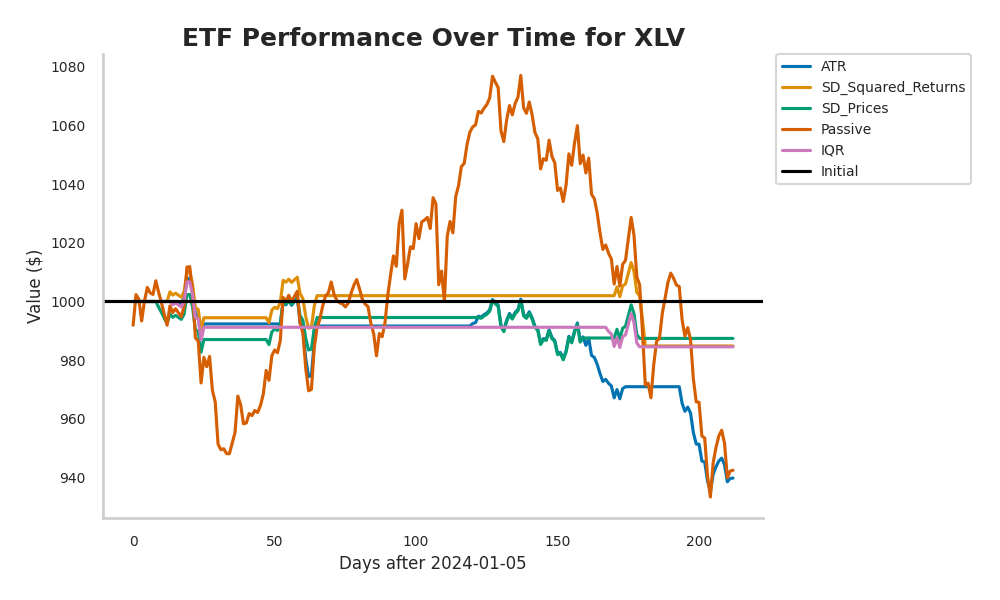 ETF Performance Over Time for XLV
1080
1060
1040
1020
1000
980
960
940
Value ($)
0 50 100 150 200
Days after 2024-01-05
ATR
SD_Squared_Returns
SD_Prices
Passive
IQR
Initial